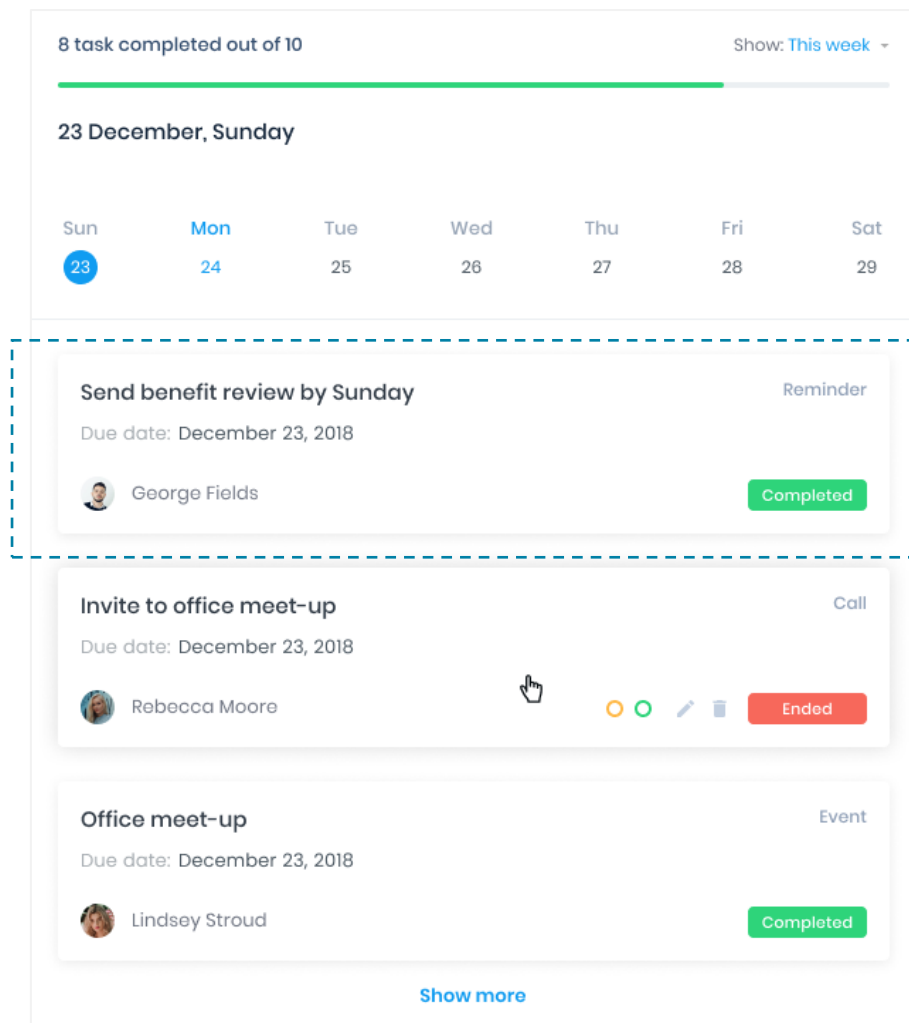 8 task completed out of 10 Show: This week
23 December, Sunday
Sun Mon Tue Wed Thu Fri Sat
23 24 25 26 27 28 29
Send benefit review by Sunday Reminder
Due date: December 23, 2018
George Fields Completed
Invite to office meet-up Call
Due date: December 23, 2018
Rebecca Moore Ended
Office meet-up Event
Due date: December 23, 2018
Lindsey Stroud Completed
Show more